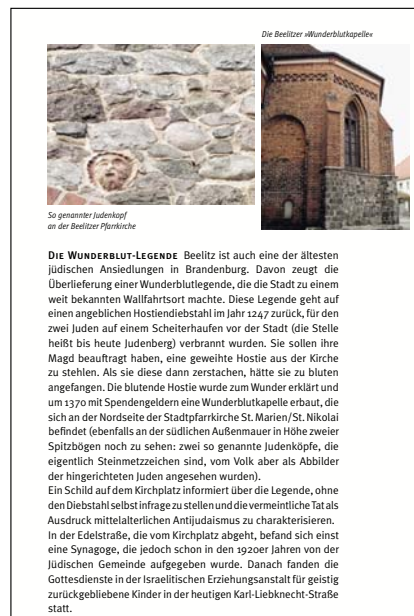 Die Beelitzer »Wunderblutkapelle«
So genannter Judenkopf
an der Beelitzer Pfarrkirche
Die Wunderblut-Legende Beelitz ist auch eine der ältesten
jüdischen Ansiedlungen in Brandenburg. Davon zeugt die
Überlieferung einer Wunderblutlegende, die die Stadt zu einem
weit bekannten Wallfahrtsort machte. Diese Legende geht auf
einen angeblichen Hostiendiebstahl im Jahr 1247 zurück, für den
zwei Juden auf einem Scheiterhaufen vor der Stadt (die Stelle
heißt bis heute Judenberg) verbrannt wurden. Sie sollen ihre
Magd beauftragt haben, eine geweihte Hostie aus der Kirche
zu stehlen. Als sie diese dann zerstachen, hätte sie zu bluten
angefangen. Die blutende Hostie wurde zum Wunder erklärt und
um 1370 mit Spendengeldern eine Wunderblutkapelle erbaut, die
sich an der Nordseite der Stadtpfarrkirche St. Marien/St. Nikolai
befindet (ebenfalls an der südlichen Außenmauer in Höhe zweier
Spitzbögen noch zu sehen: zwei so genannte Judenköpfe, die
eigentlich Steinmetzzeichen sind, vom Volk aber als Abbilder
der hingerichteten Juden angesehen wurden).
Ein Schild auf dem Kirchplatz informiert über die Legende, ohne
den Diebstahl selbst infrage zu stellen und die vermeintliche Tat als
Ausdruck mittelalterlichen Antijudaismus zu charakterisieren.
In der Edelstraße, die vom Kirchplatz abgeht, befand sich einst
eine Synagoge, die jedoch schon in den 1920er Jahren von der
Jüdischen Gemeinde aufgegeben wurde. Danach fanden die
Gottesdienste in der Israelitischen Erziehungsanstalt für geistig
zurückgebliebene Kinder in der heutigen Karl-Liebknecht-Straße
statt.